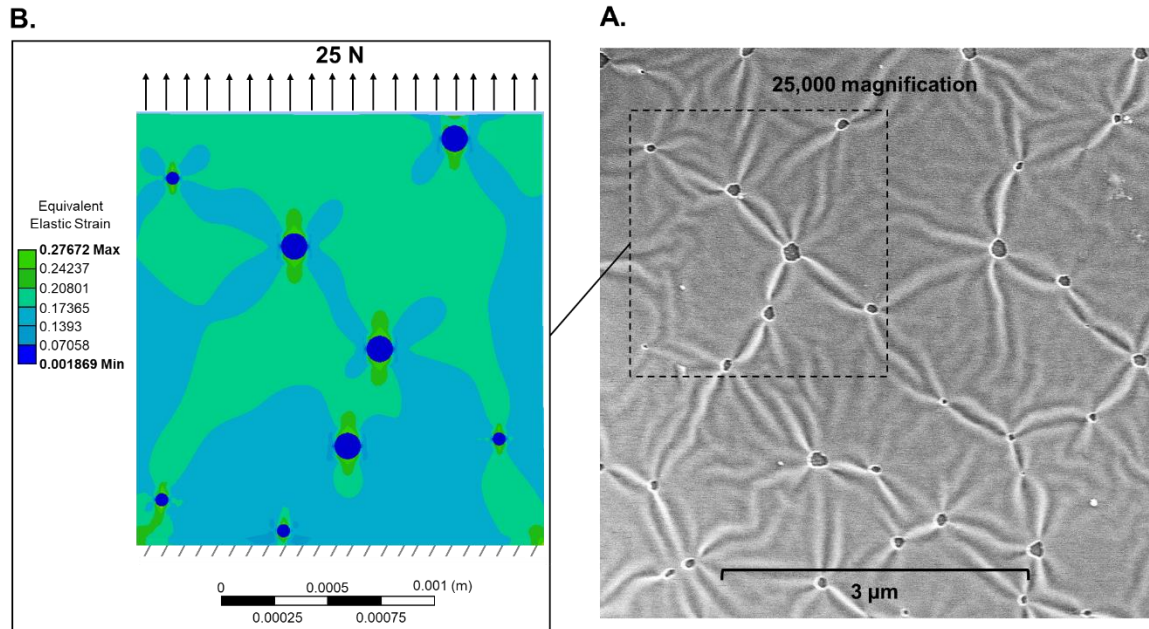 B.
25 N
Equivalent
Elastic Strain
0.27672 Max
0.24237
0.20801
0.17365
0.1393
0.07058
0.001869 Min
0 0.0005 0.001 (m)
0.00025 0.00075
A.
25,000 magnification
3 μm